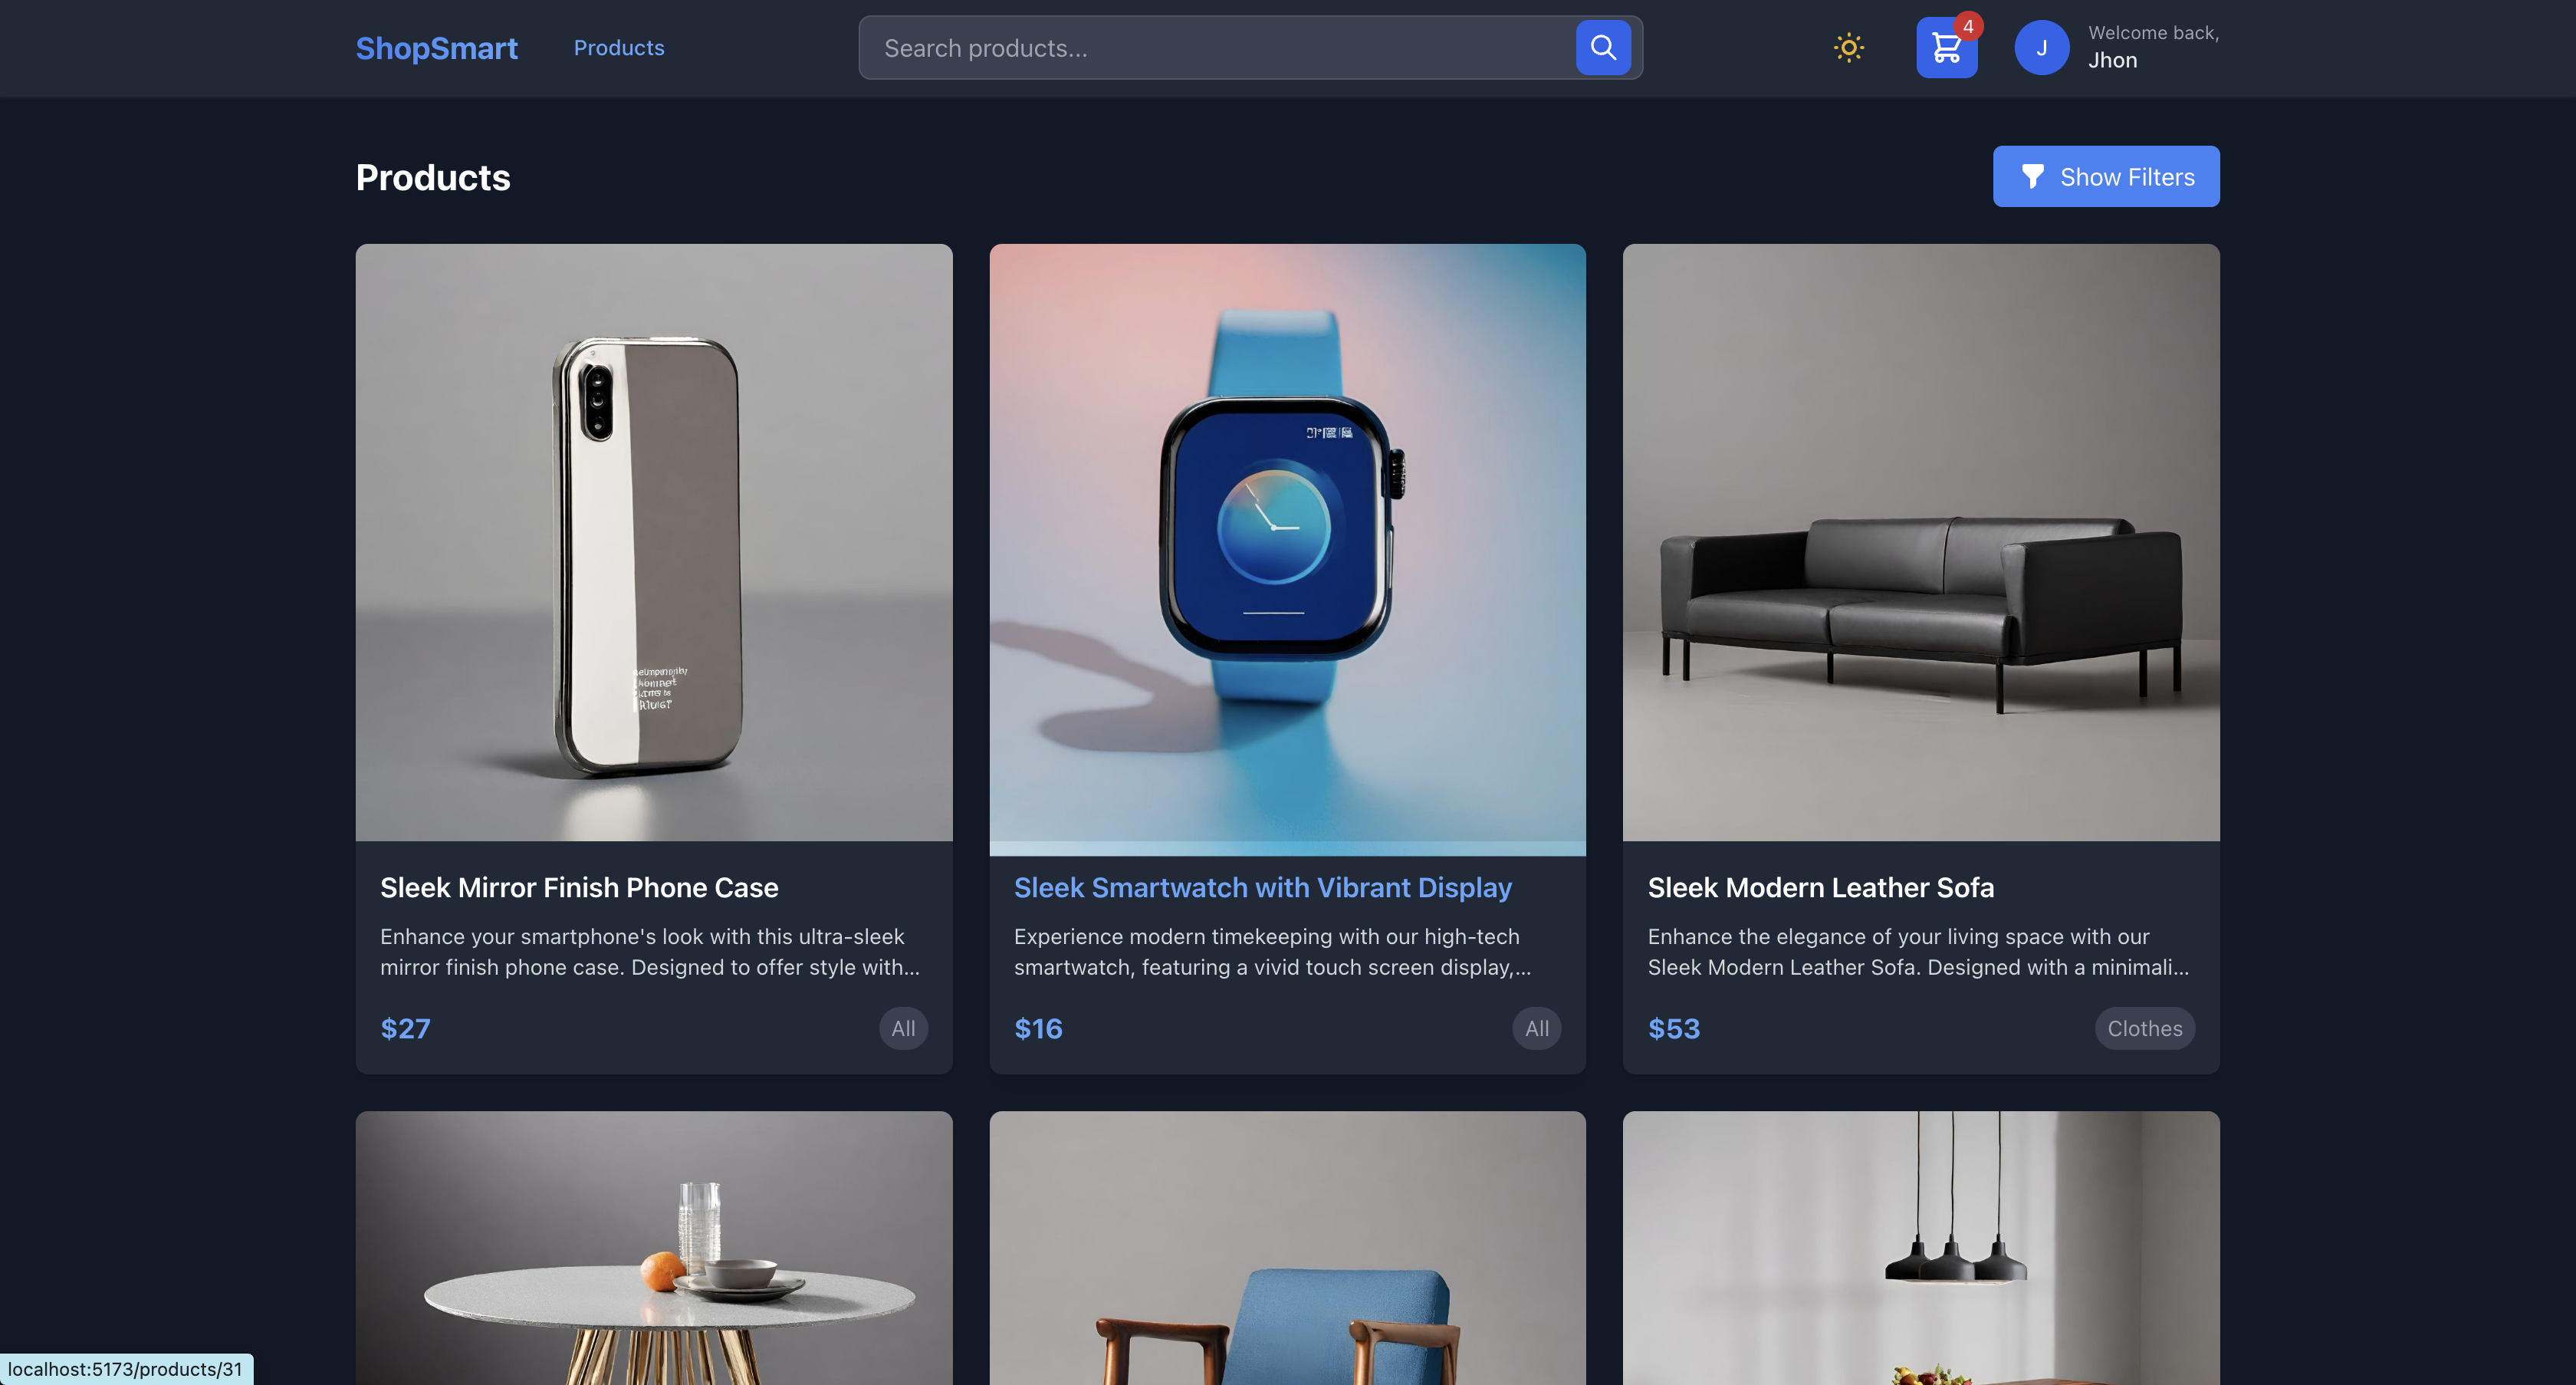 ShopSmart
Products
Search products...
4
J
Welcome back,
Jhon
Products
Show Filters
Sleek Mirror Finish Phone Case
Enhance your smartphone's look with this ultra-sleek
mirror finish phone case. Designed to offer style with...
$27
All
Sleek Smartwatch with Vibrant Display
Experience modern timekeeping with our high-tech
smartwatch, featuring a vivid touch screen display,...
$16
All
Sleek Modern Leather Sofa
Enhance the elegance of your living space with our
Sleek Modern Leather Sofa. Designed with a minimali...
$53
Clothes
localhost:5173/products/31